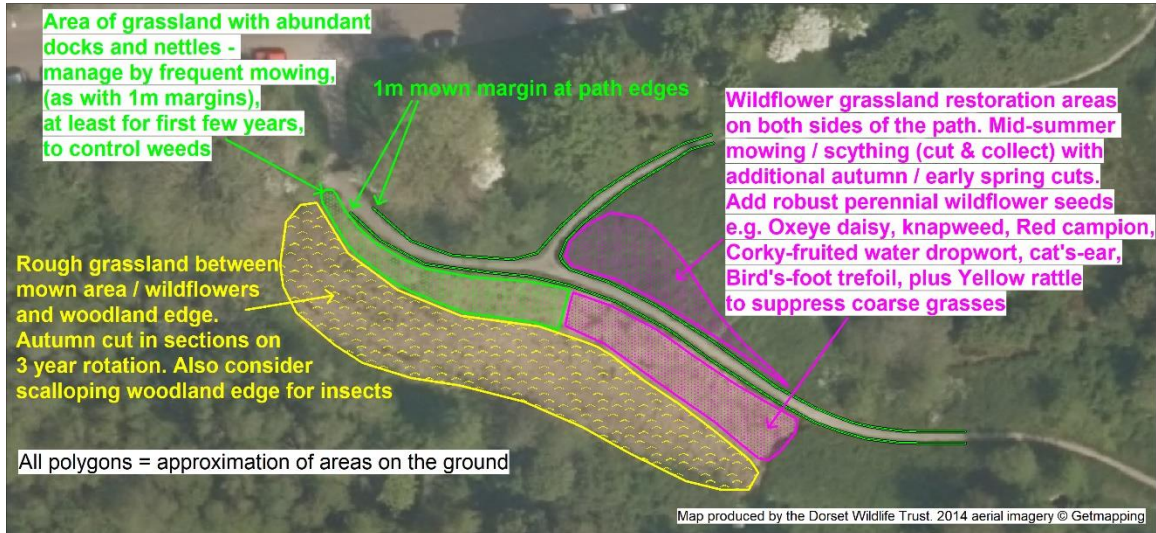 Area of grassland with abundant
docks and nettles -
manage by frequent mowing,
(as with 1m margins),
at least for first few years,
to control weeds
1m mown margin at path edges
Wildflower grassland restoration areas
on both sides of the path. Mid-summer
mowing / scything (cut & collect) with
additional autumn / early spring cuts.
Add robust perennial wildflower seeds
e.g. Oxeye daisy, knapweed, Red campion,
Corky-fruited water dropwort, cat's-ear,
Bird's-foot trefoil, plus Yellow rattle
to suppress coarse grasses
Rough grassland between
mown area / wildflowers
and woodland edge.
Autumn cut in sections on
3 year rotation. Also consider
scalloping woodland edge for insects
All polygons = approximation of areas on the ground
Map produced by the Dorset Wildlife Trust. 2014 aerial imagery © Getmapping